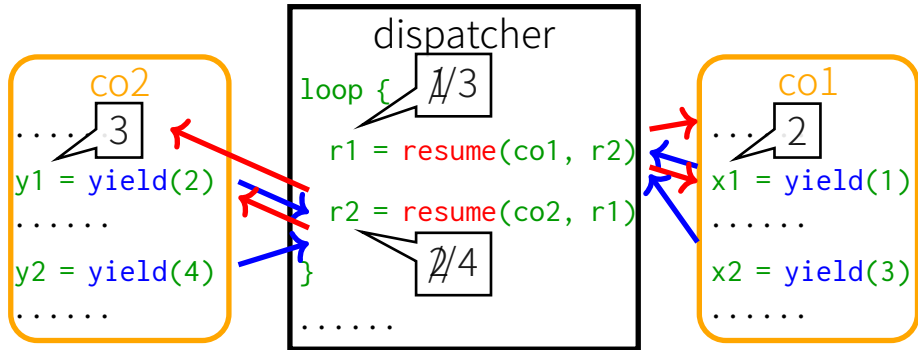 co2
......
3
y1 = yield(2)
......
y2 = yield(4)
......
dispatcher
loop {
1/3
r1 = resume(co1, r2)
r2 = resume(co2, r1)
2/4
}
......
co1
......
2
x1 = yield(1)
......
x2 = yield(3)
......